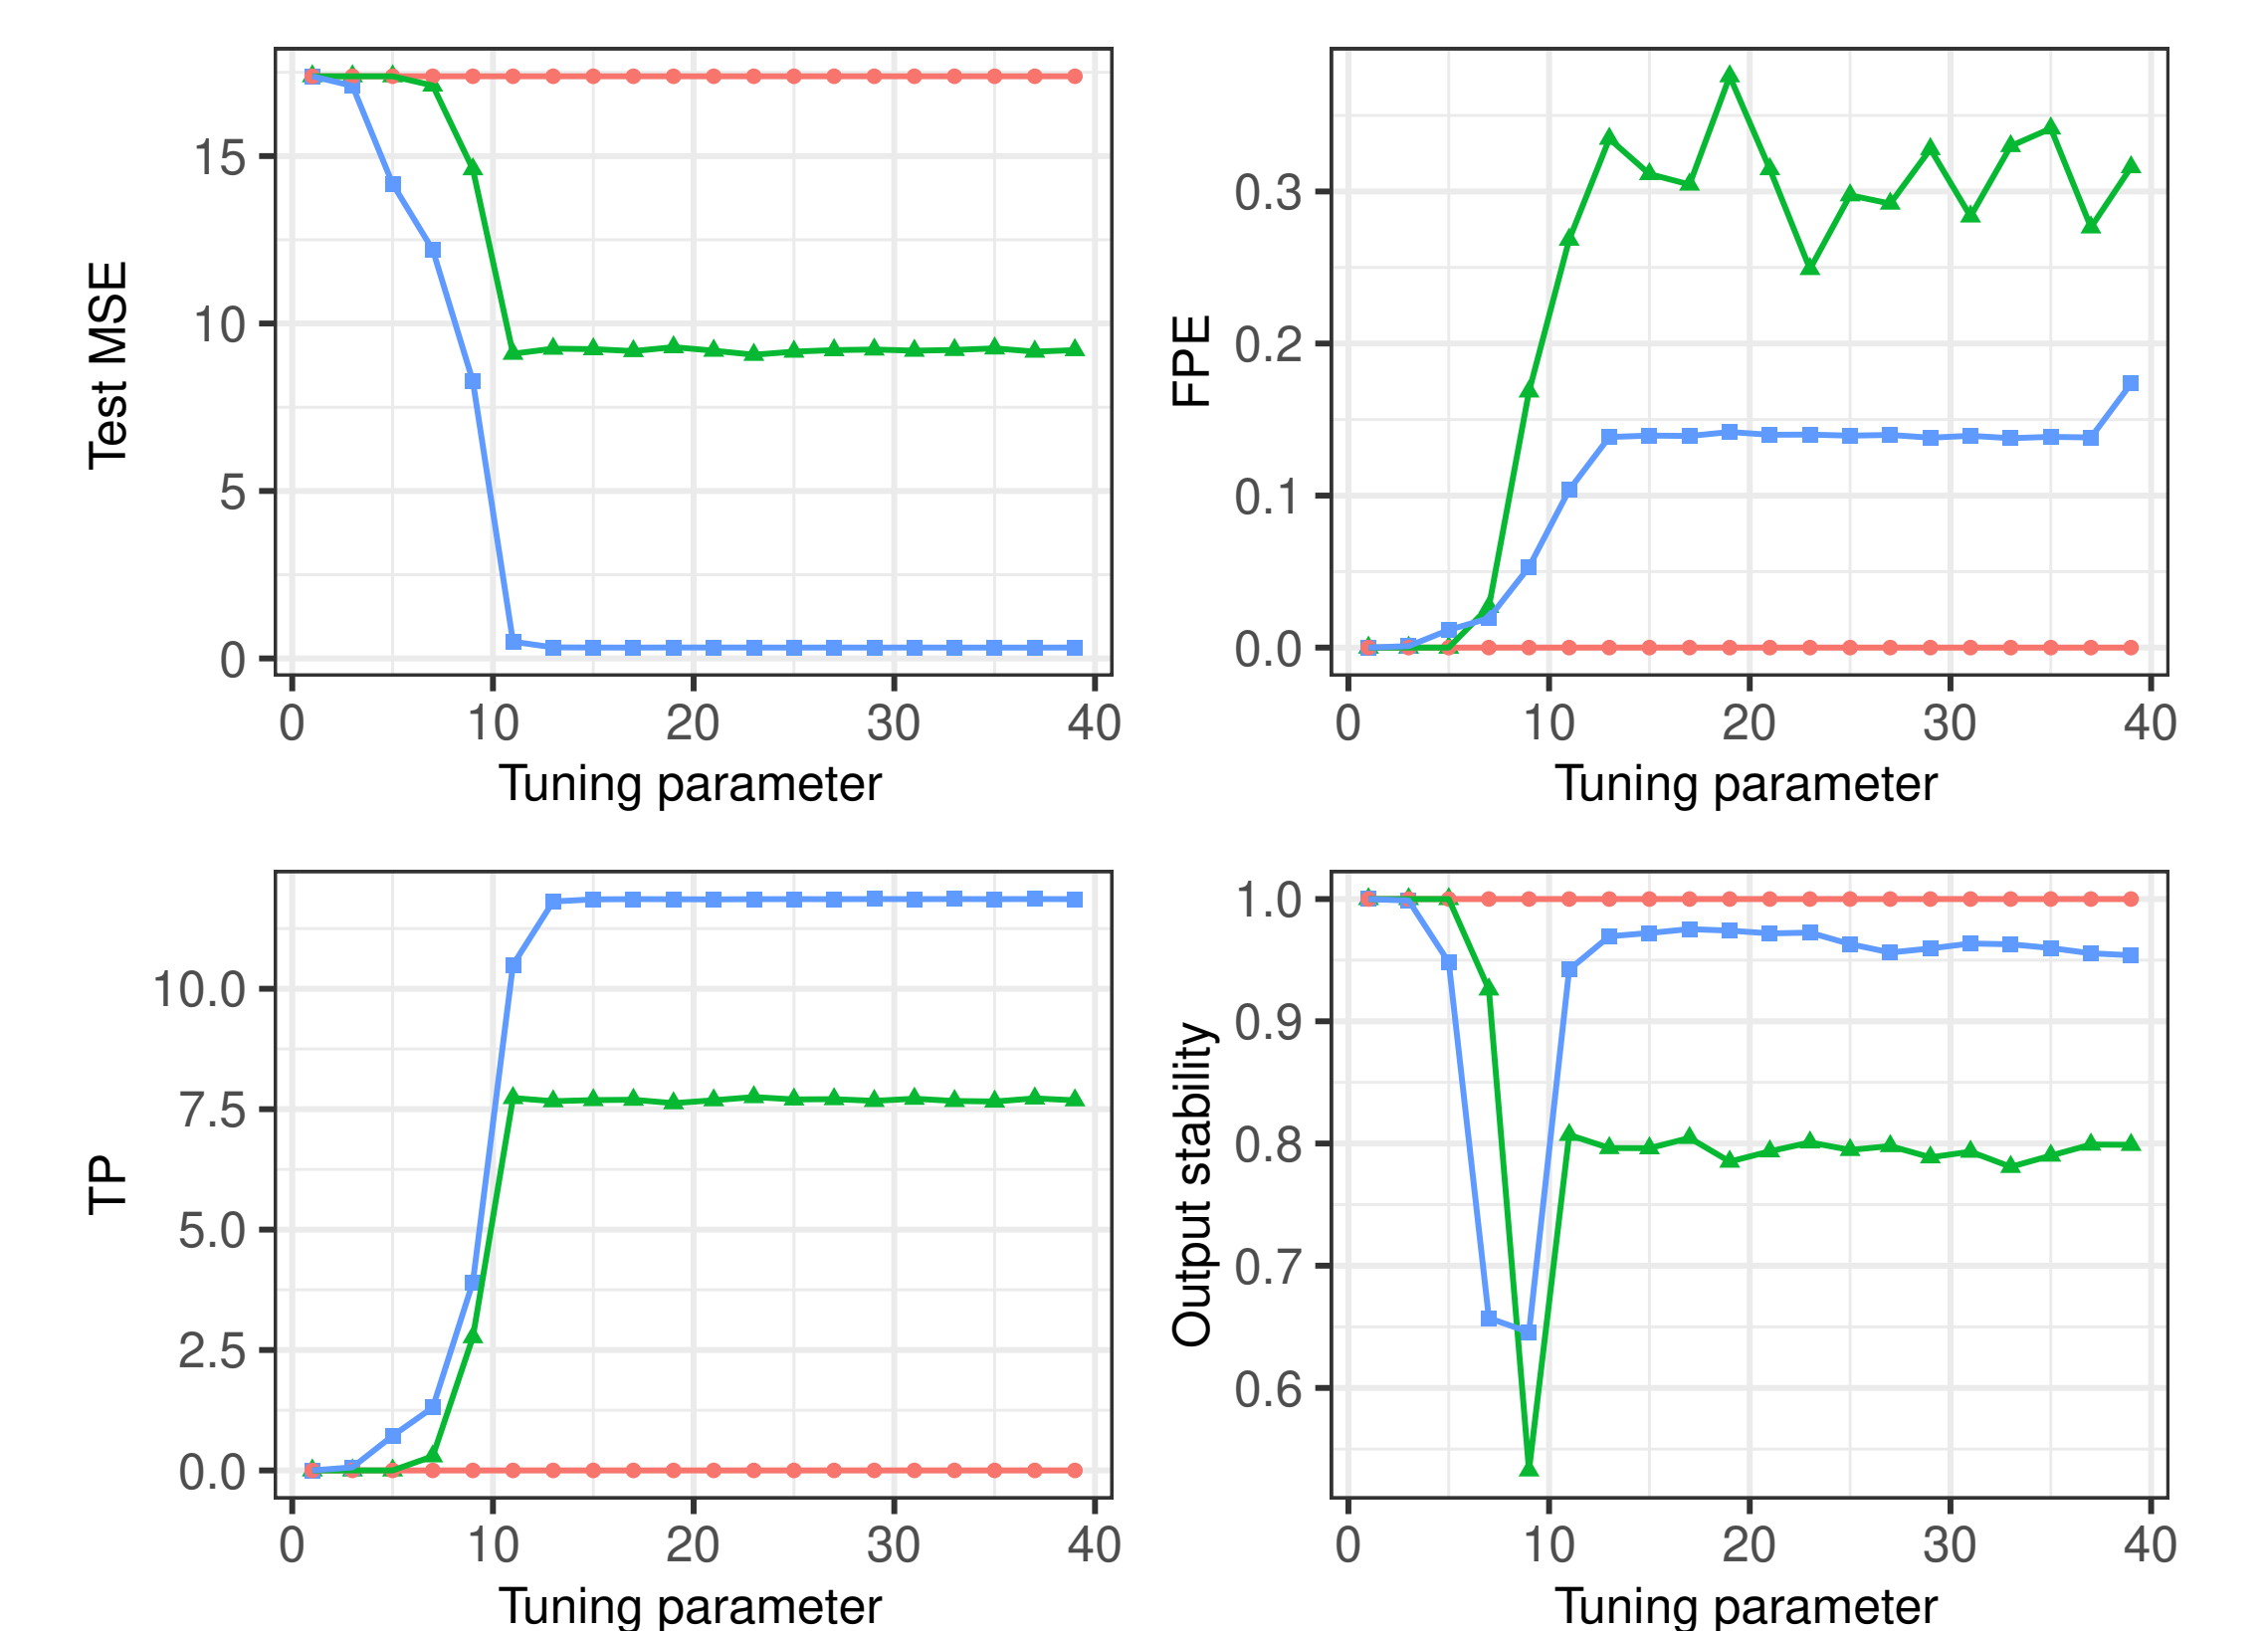 Test MSE
15
10
5
0
0 10 20 30 40
Tuning parameter
FPE
0.3
0.2
0.1
0.0
0 10 20 30 40
Tuning parameter
TP
10.0
7.5
5.0
2.5
0.0
0 10 20 30 40
Tuning parameter
Output stability
1.0
0.9
0.8
0.7
0.6
0 10 20 30 40
Tuning parameter